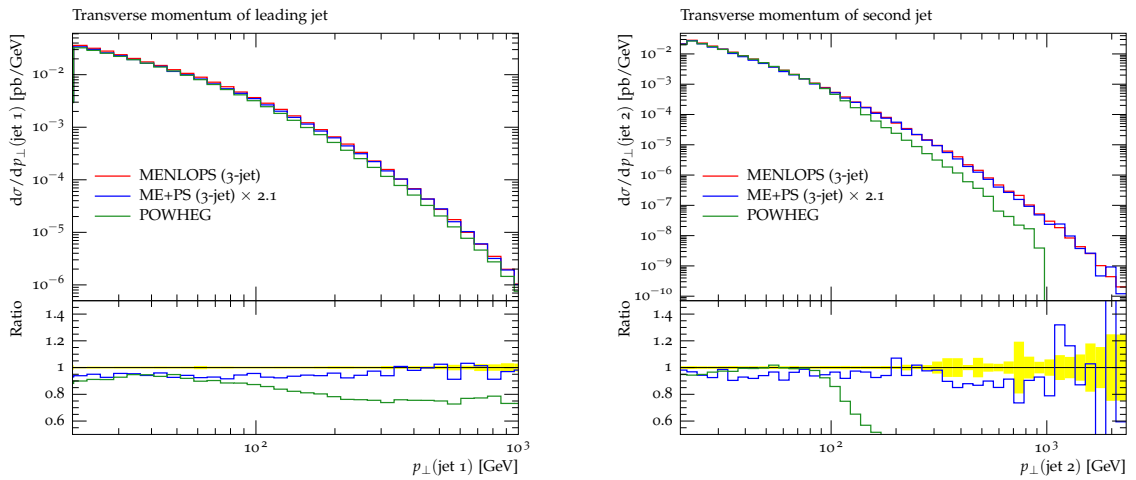 Transverse momentum of leading jet
dσ/dp⊥(jet 1) [pb/GeV]
10⁻²
10⁻³
10⁻⁴
10⁻⁵
10⁻⁶
MENLOPS (3-jet)
ME+PS (3-jet) × 2.1
POWHEG
Ratio
1.4
1.2
1
0.8
0.6
10²
10³
p⊥(jet 1) [GeV]
Transverse momentum of second jet
dσ/dp⊥(jet 2) [pb/GeV]
10⁻²
10⁻³
10⁻⁴
10⁻⁵
10⁻⁶
10⁻⁷
10⁻⁸
10⁻⁹
10⁻¹⁰
MENLOPS (3-jet)
ME+PS (3-jet) × 2.1
POWHEG
Ratio
1.4
1.2
1
0.8
0.6
10²
10³
p⊥(jet 2) [GeV]